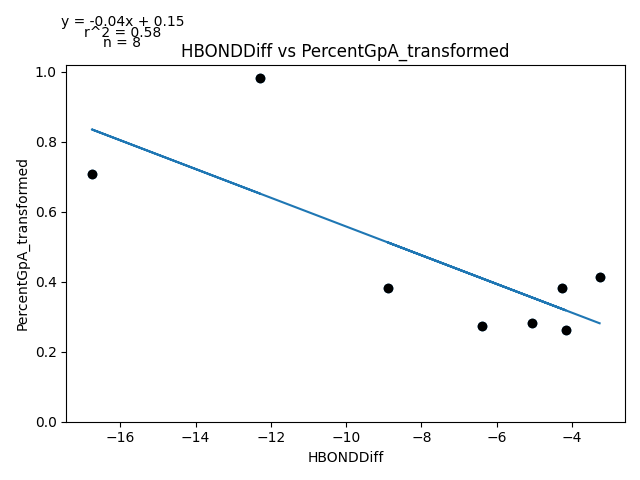 y = -0.04x + 0.15
r^2 = 0.58
n = 8
HBONDDiff vs PercentGpA_transformed
PercentGpA_transformed
1.0
0.8
0.6
0.4
0.2
0.0
−16 −14 −12 −10 −8 −6 −4
HBONDDiff